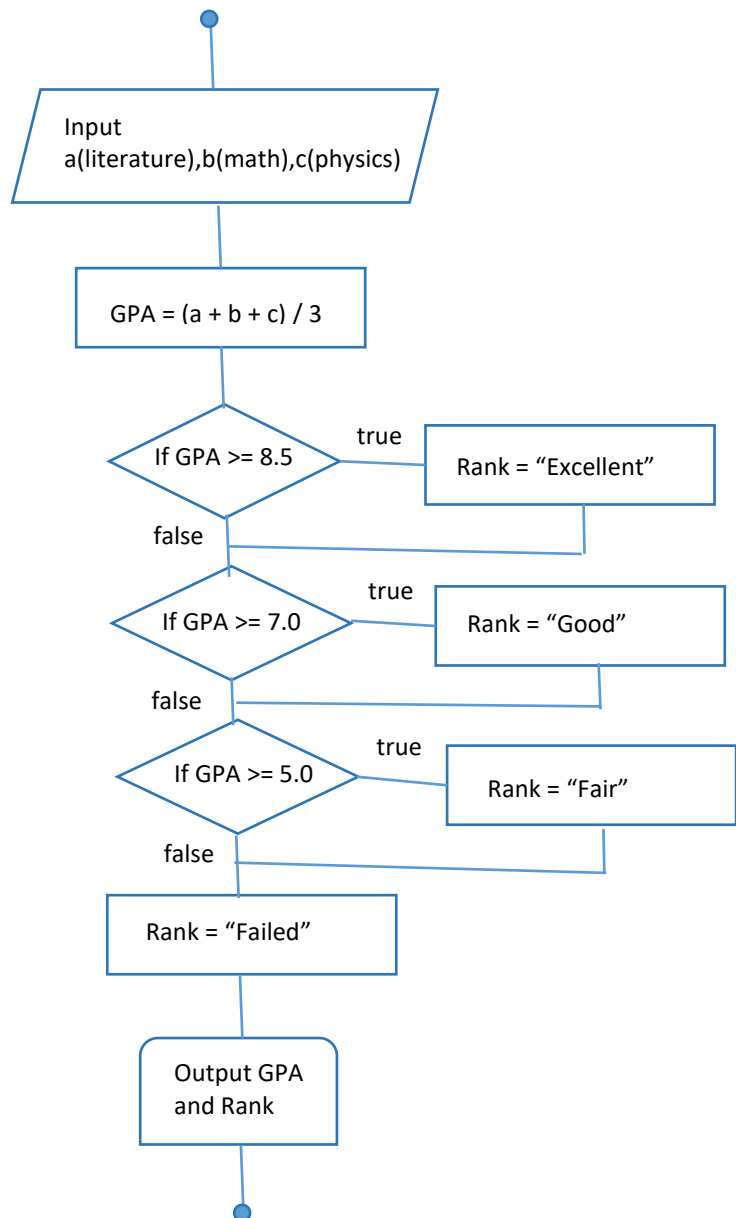 Input
a(literature),b(math),c(physics)
GPA = (a + b + c) / 3
If GPA >= 8.5
true
Rank = “Excellent”
false
If GPA >= 7.0
true
Rank = “Good”
false
If GPA >= 5.0
true
Rank = “Fair”
false
Rank = “Failed”
Output GPA
and Rank